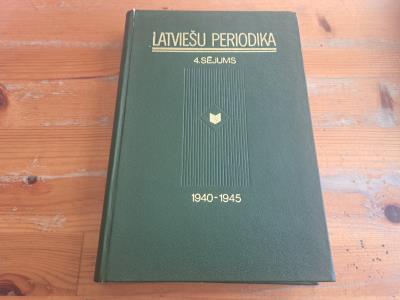 LATVIEŠU PERIODIKA
4.SĒJUMS
1940-1945